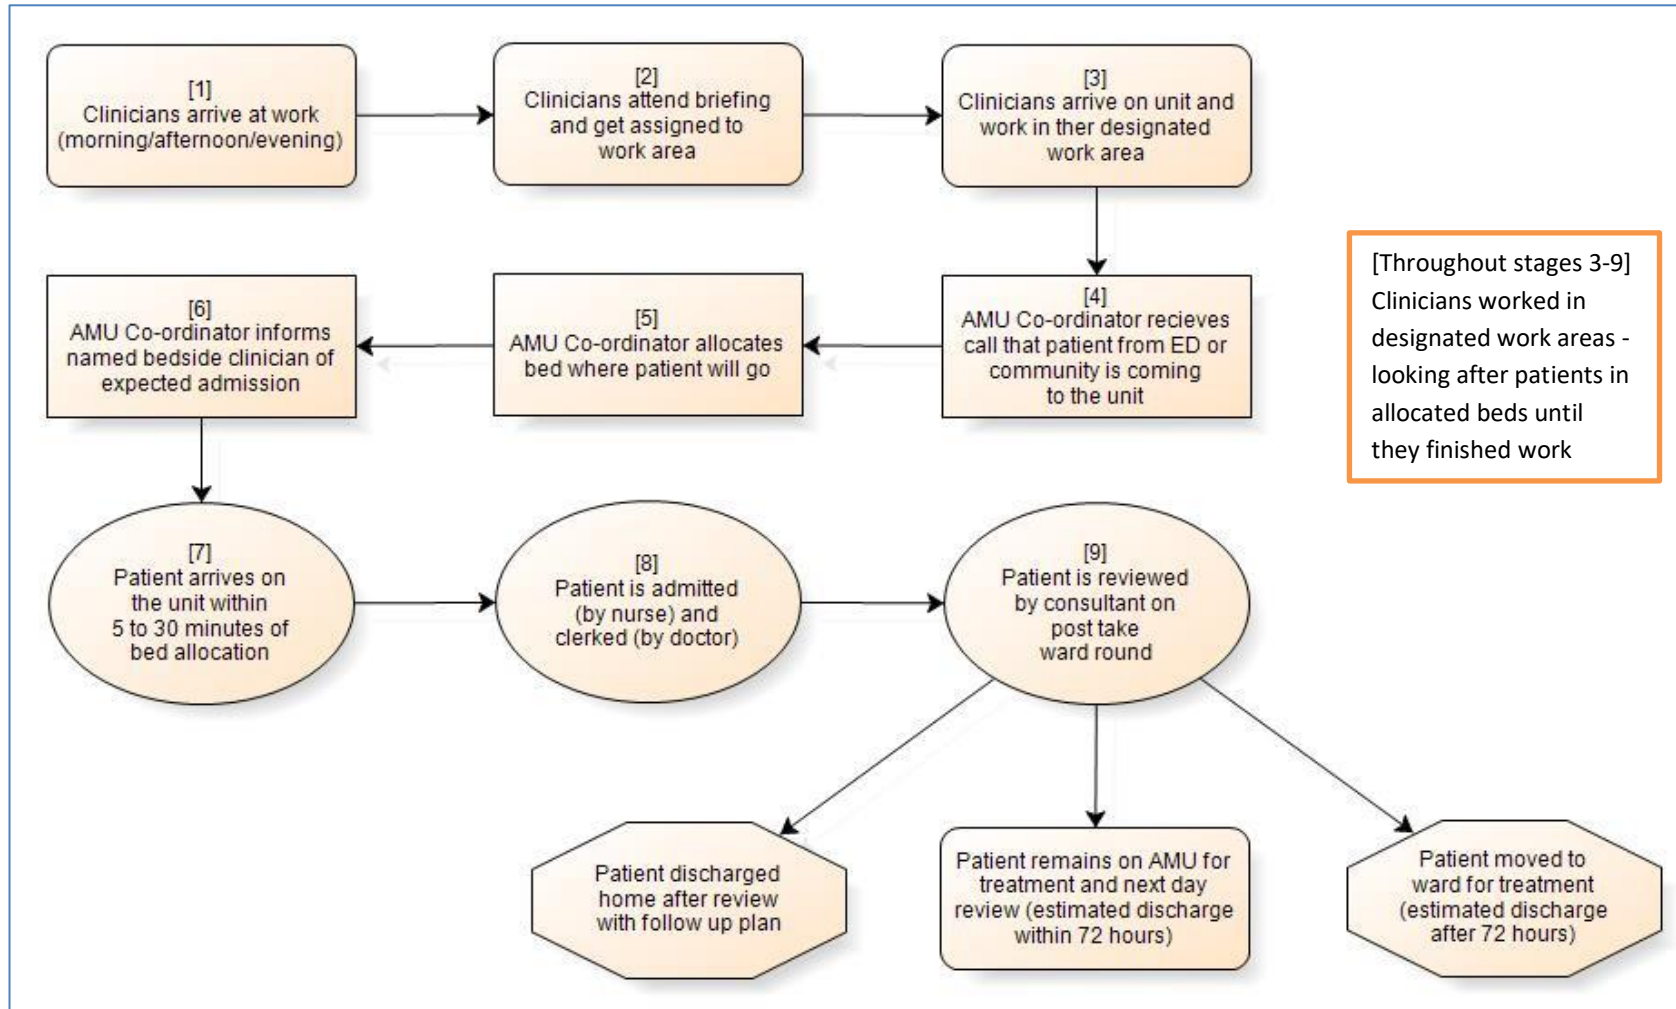 [1]
Clinicians arrive at work
(morning/afternoon/evening)
[2]
Clinicians attend briefing
and get assigned to
work area
[3]
Clinicians arrive on unit and
work in ther designated
work area
[Throughout stages 3-9]
Clinicians worked in
designated work areas -
looking after patients in
allocated beds until
they finished work
[4]
AMU Co-ordinator recieves
call that patient from ED or
community is coming
to the unit
[5]
AMU Co-ordinator allocates
bed where patient will go
[6]
AMU Co-ordinator informs
named bedside clinician of
expected admission
[7]
Patient arrives on
the unit within
5 to 30 minutes of
bed allocation
[8]
Patient is admitted
(by nurse) and
clerked (by doctor)
[9]
Patient is reviewed
by consultant on
post take
ward round
Patient discharged
home after review
with follow up plan
Patient remains on AMU for
treatment and next day
review (estimated discharge
within 72 hours)
Patient moved to
ward for treatment
(estimated discharge
after 72 hours)